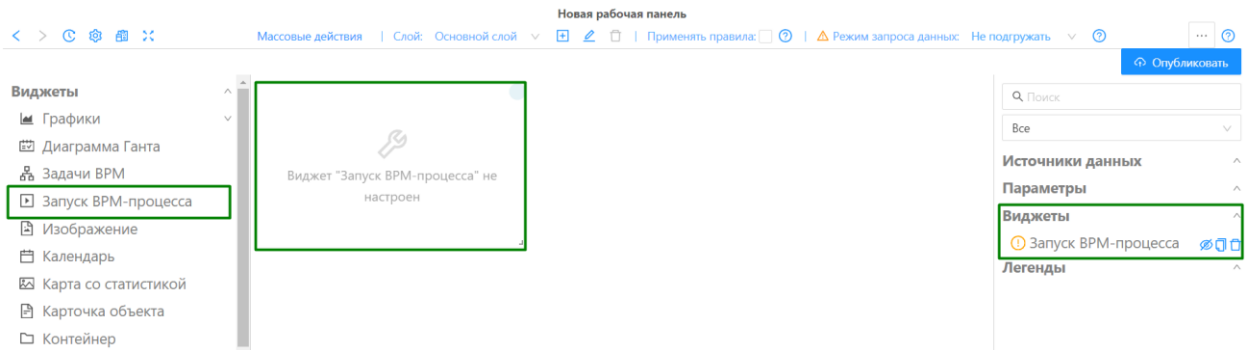 Новая рабочая панель
Массовые действия | Слой: Основной слой | Применять правила: | Режим запроса данных: Не подгружать
Опубликовать
Виджеты
Графики
Диаграмма Ганта
Задачи BPM
Запуск BPM-процесса
Изображение
Календарь
Карта со статистикой
Карточка объекта
Контейнер
Виджет "Запуск BPM-процесса" не
настроен
Поиск
Все
Источники данных
Параметры
Виджеты
Запуск BPM-процесса
Легенды